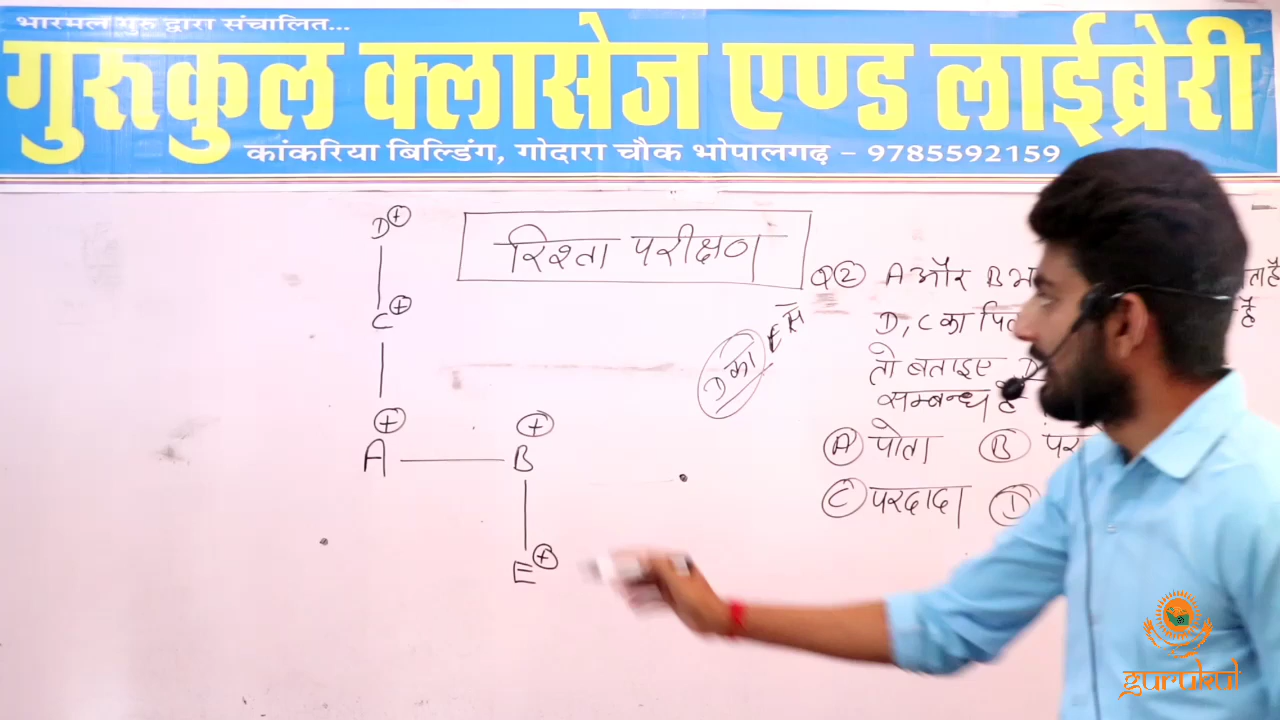 भारमल गुरु द्वारा संचालित...
गुरुकुल क्लासेज एण्ड लाईब्रेरी
कांकरिया बिल्डिंग, गोदारा चौक भोपालगढ़ – 9785592159
D +
रिश्ता परीक्षण
C +
A + B +
E +
D का E से
Q② A और B
D, C का है
तो बताइए D
सम्बन्ध है
Ⓐ पोता Ⓑ
Ⓒ परदादा Ⓓ
gurukul